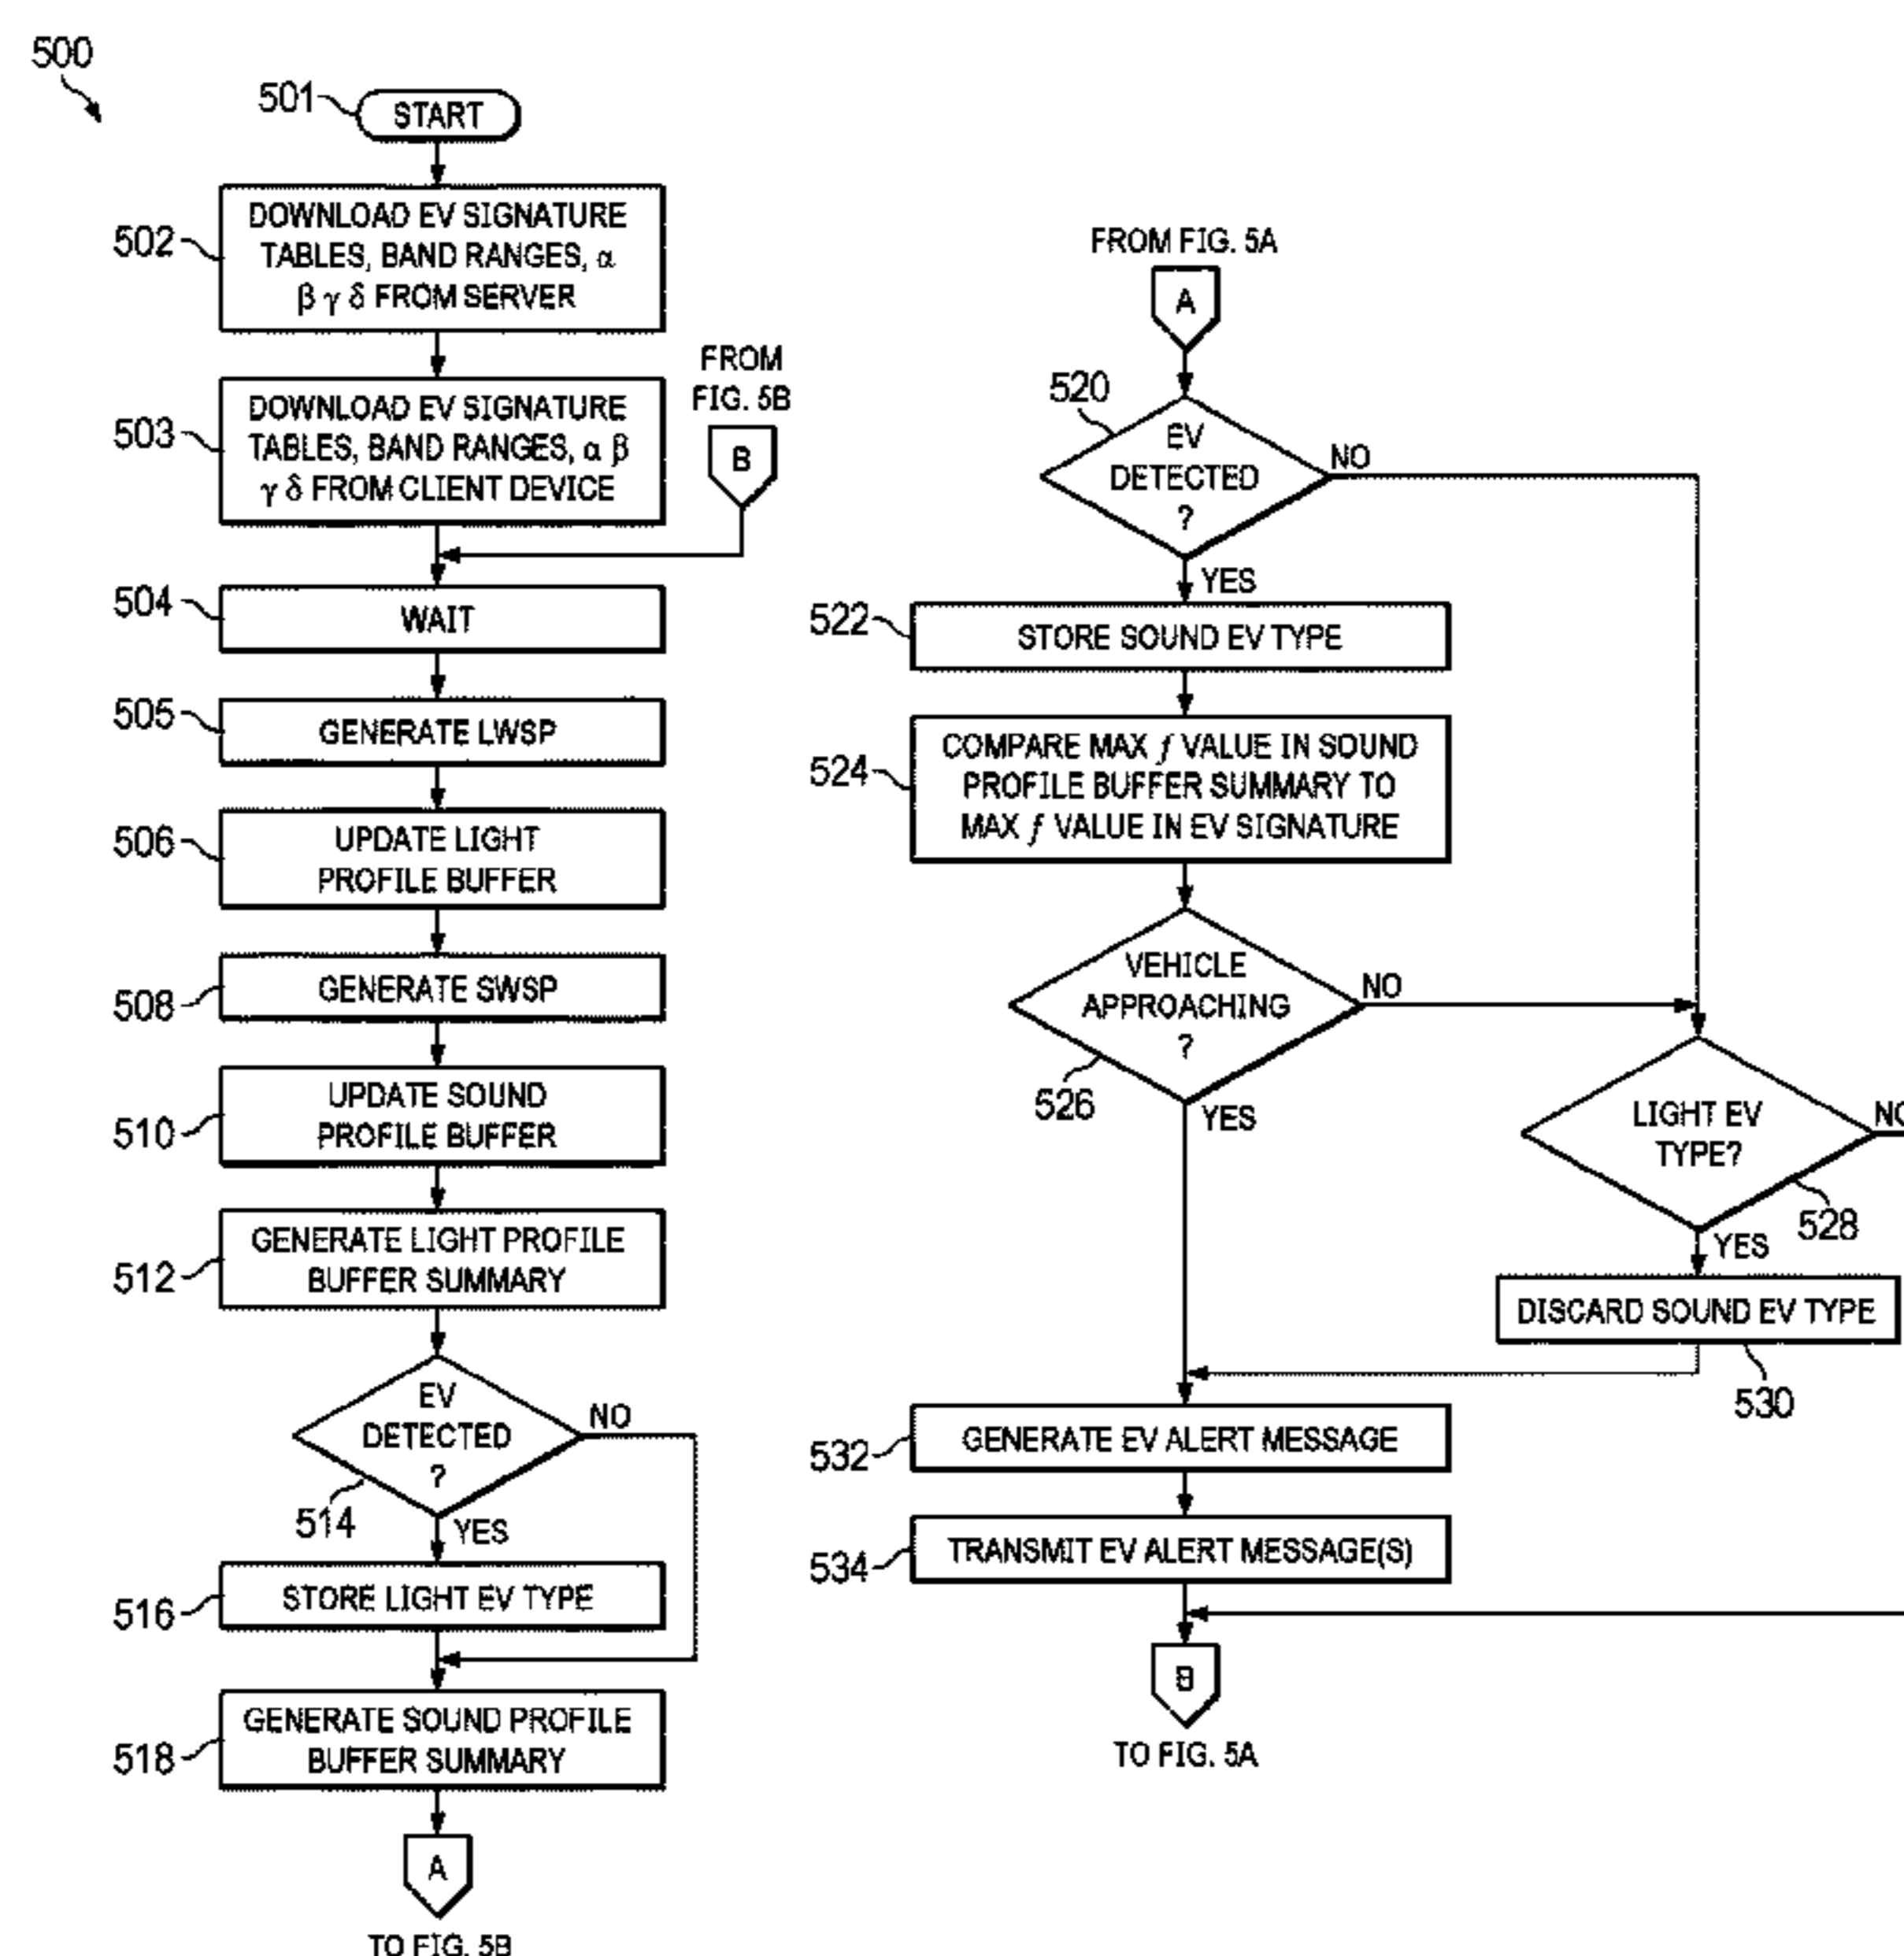 500
501
START
502
DOWNLOAD EV SIGNATURE
TABLES, BAND RANGES, α
β γ δ FROM SERVER
503
DOWNLOAD EV SIGNATURE
TABLES, BAND RANGES, α β
γ δ FROM CLIENT DEVICE
FROM
FIG. 5B
B
504
WAIT
505
GENERATE LWSP
506
UPDATE LIGHT
PROFILE BUFFER
508
GENERATE SWSP
510
UPDATE SOUND
PROFILE BUFFER
512
GENERATE LIGHT PROFILE
BUFFER SUMMARY
EV
DETECTED
?
NO
514
YES
516
STORE LIGHT EV TYPE
518
GENERATE SOUND PROFILE
BUFFER SUMMARY
A
TO FIG. 5B
FROM FIG. 5A
A
520
EV
DETECTED
?
NO
YES
522
STORE SOUND EV TYPE
524
COMPARE MAX ƒ VALUE IN SOUND
PROFILE BUFFER SUMMARY TO
MAX ƒ VALUE IN EV SIGNATURE
VEHICLE
APPROACHING
?
NO
526
YES
LIGHT EV
TYPE?
NO
528
YES
DISCARD SOUND EV TYPE
530
532
GENERATE EV ALERT MESSAGE
534
TRANSMIT EV ALERT MESSAGE(S)
B
TO FIG. 5A